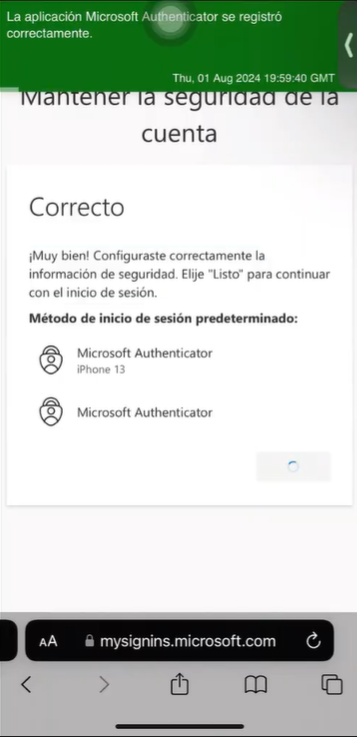 La aplicación Microsoft Authenticator se registró
correctamente.
Thu, 01 Aug 2024 19:59:40 GMT
Mantener la seguridad de la
cuenta
Correcto
¡Muy bien! Configuraste correctamente la
información de seguridad. Elije "Listo" para continuar
con el inicio de sesión.
Método de inicio de sesión predeterminado:
Microsoft Authenticator
iPhone 13
Microsoft Authenticator
AA mysignins.microsoft.com